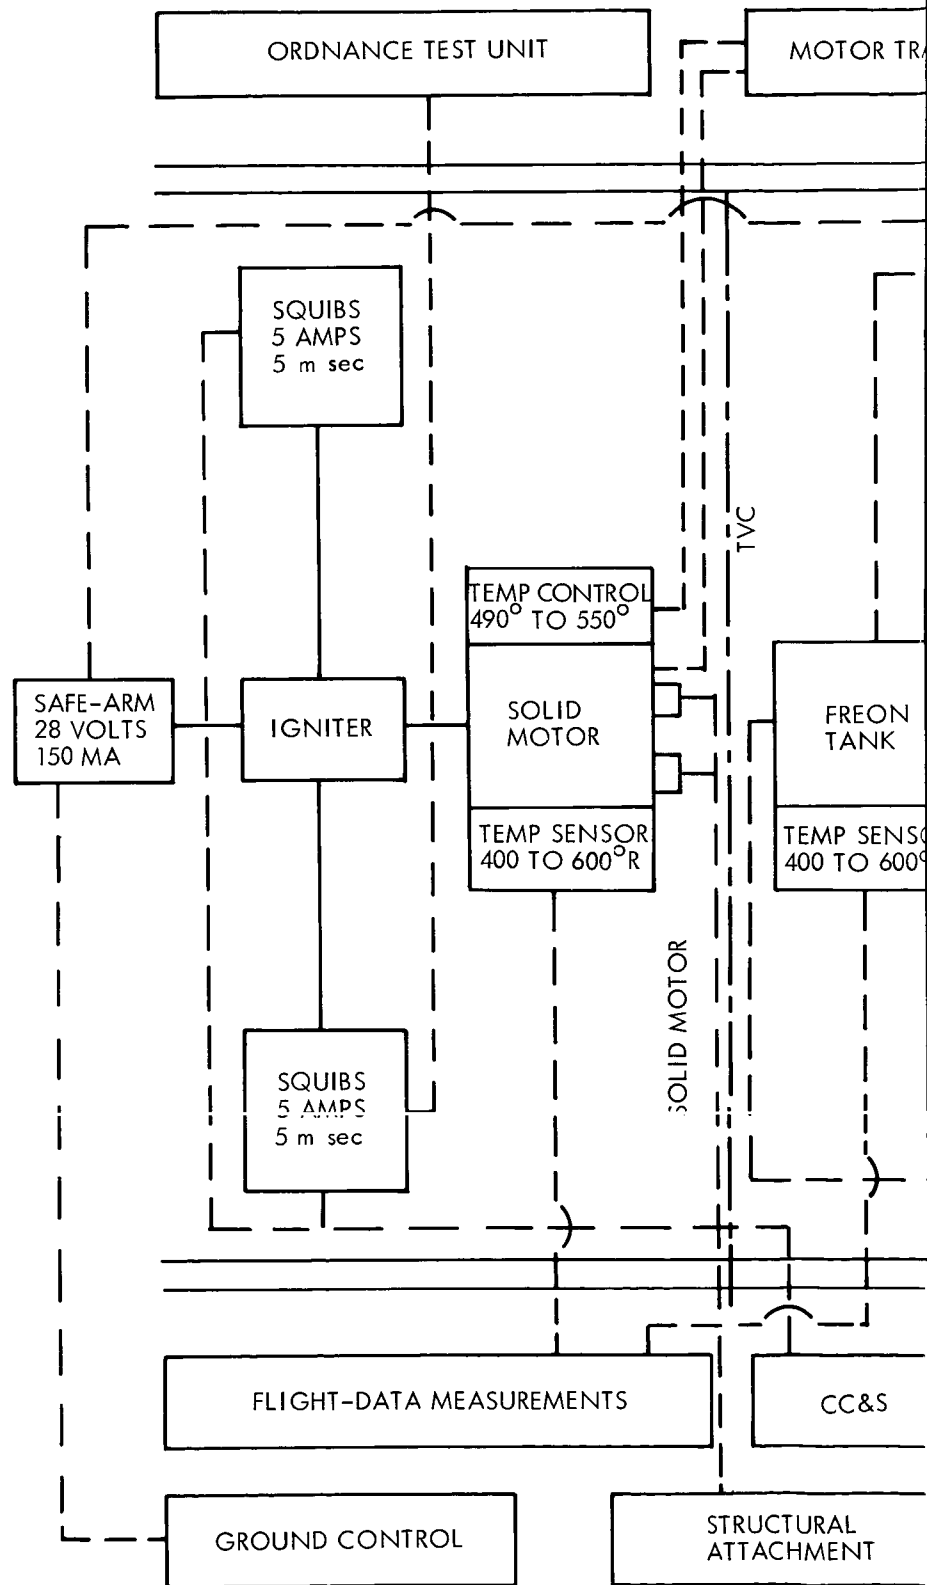 ORDNANCE TEST UNIT
MOTOR TRA
SQUIBS
5 AMPS
5 m sec
TVC
TEMP CONTROL
490° TO 550°
SAFE-ARM
28 VOLTS
150 MA
IGNITER
SOLID
MOTOR
FREON
TANK
TEMP SENSOR
400 TO 600°R
TEMP SENSO
400 TO 600°
SOLID MOTOR
SQUIBS
5 AMPS
5 m sec
FLIGHT-DATA MEASUREMENTS
CC&S
GROUND CONTROL
STRUCTURAL
ATTACHMENT